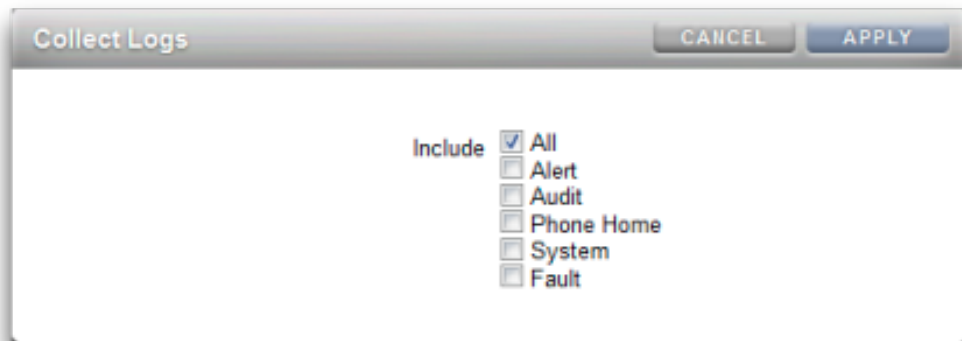 Collect Logs CANCEL APPLY
Include All
Alert
Audit
Phone Home
System
Fault